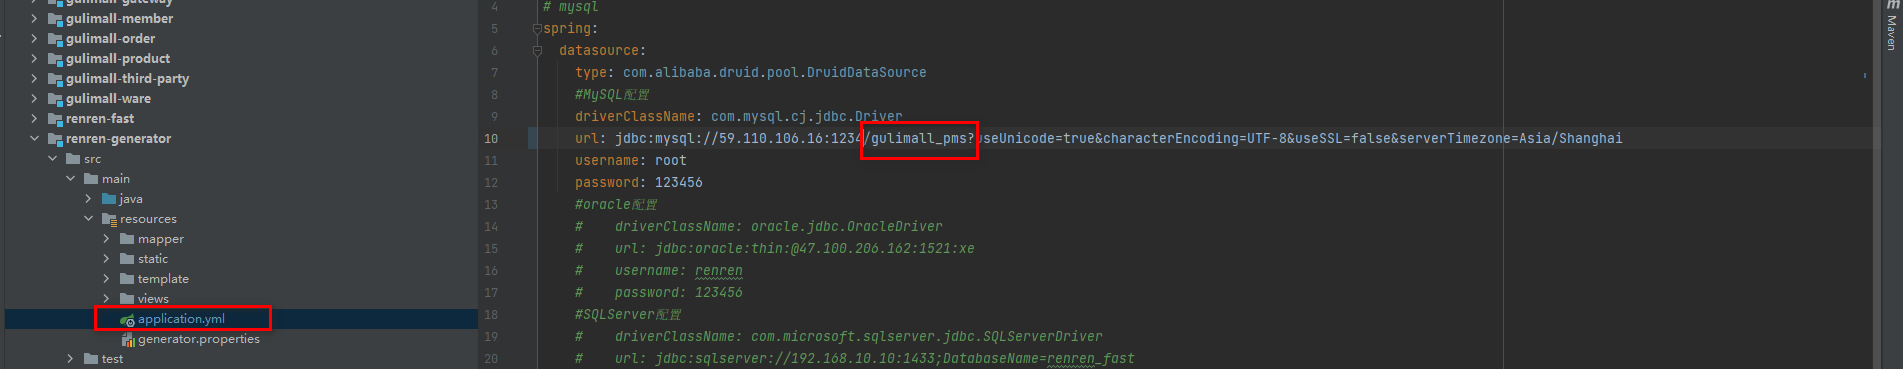 gulimall-gateway
gulimall-member
gulimall-order
gulimall-product
gulimall-third-party
gulimall-ware
renren-fast
renren-generator
src
main
java
resources
mapper
static
template
views
application.yml
generator.properties
test
4 # mysql
5 spring:
6 datasource:
7 type: com.alibaba.druid.pool.DruidDataSource
8 #MySQL配置
9 driverClassName: com.mysql.cj.jdbc.Driver
10 url: jdbc:mysql://59.110.106.16:1234/gulimall_pms?useUnicode=true&characterEncoding=UTF-8&useSSL=false&serverTimezone=Asia/Shanghai
11 username: root
12 password: 123456
13 #oracle配置
14 # driverClassName: oracle.jdbc.OracleDriver
15 # url: jdbc:oracle:thin:@47.100.206.162:1521:xe
16 # username: renren
17 # password: 123456
18 #SQLServer配置
19 # driverClassName: com.microsoft.sqlserver.jdbc.SQLServerDriver
20 # url: jdbc:sqlserver://192.168.10.10:1433;DatabaseName=renren_fast
m
Maven